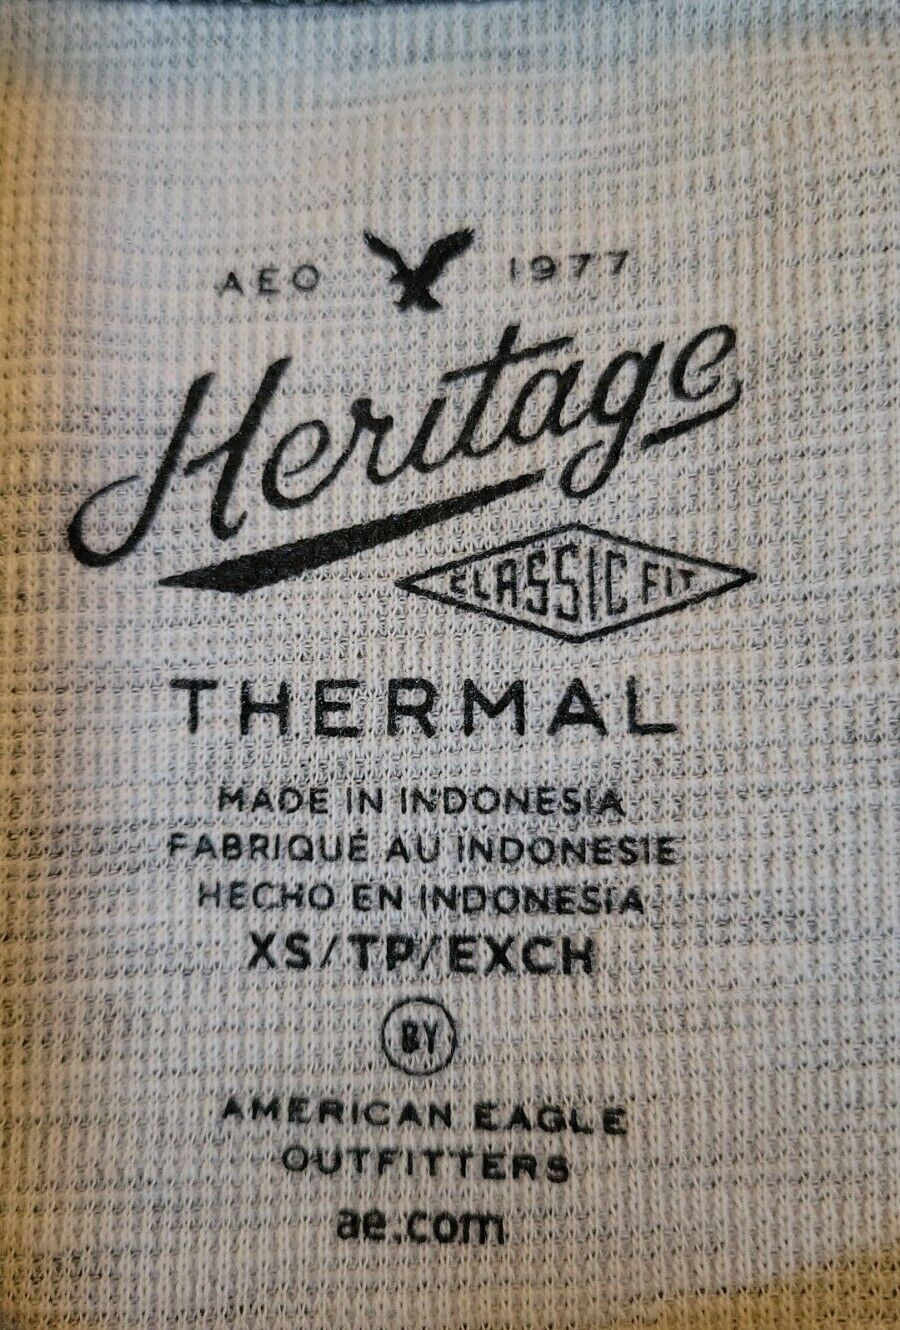 AEO 1977
Heritage
CLASSIC FIT
THERMAL
MADE IN INDONESIA
FABRIQUÉ AU INDONESIE
HECHO EN INDONESIA
XS/TP/EXCH
BY
AMERICAN EAGLE
OUTFITTERS
ae.com